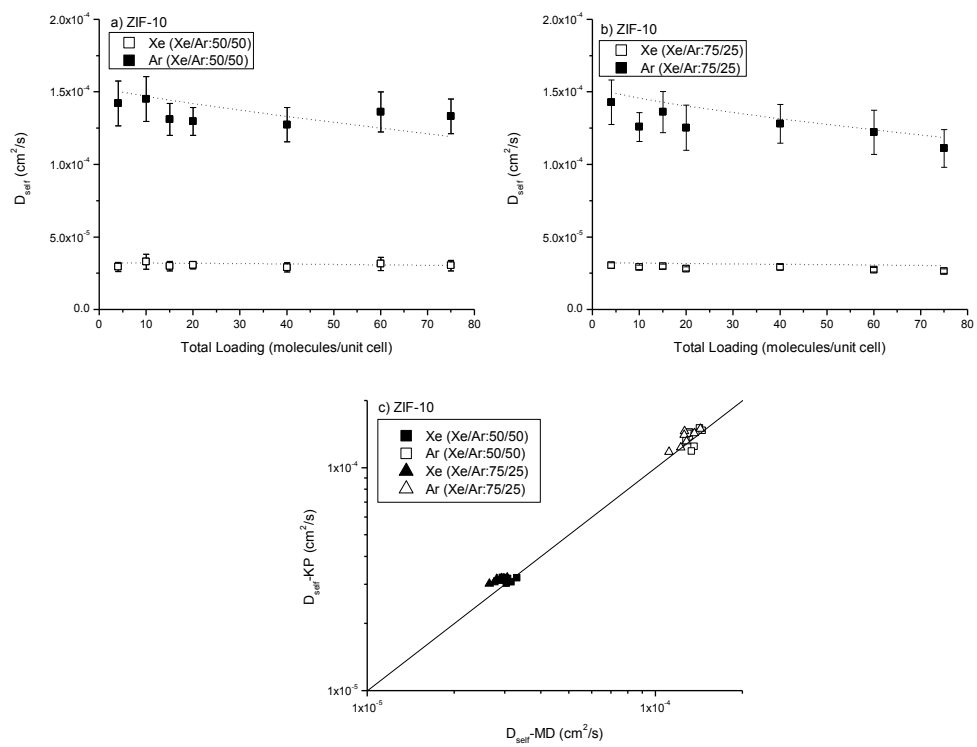 a) ZIF-10
Xe (Xe/Ar:50/50)
Ar (Xe/Ar:50/50)
2.0x10⁻⁴
1.5x10⁻⁴
1.0x10⁻⁴
5.0x10⁻⁵
0.0
D_self (cm²/s)
0 10 20 30 40 50 60 70 80
Total Loading (molecules/unit cell)
b) ZIF-10
Xe (Xe/Ar:75/25)
Ar (Xe/Ar:75/25)
2.0x10⁻⁴
1.5x10⁻⁴
1.0x10⁻⁴
5.0x10⁻⁵
0.0
D_self (cm²/s)
0 10 20 30 40 50 60 70 80
Total Loading (molecules/unit cell)
c) ZIF-10
Xe (Xe/Ar:50/50)
Ar (Xe/Ar:50/50)
Xe (Xe/Ar:75/25)
Ar (Xe/Ar:75/25)
1x10⁻⁴
1x10⁻⁵
D_self-KP (cm²/s)
1x10⁻⁵ 1x10⁻⁴
D_self-MD (cm²/s)